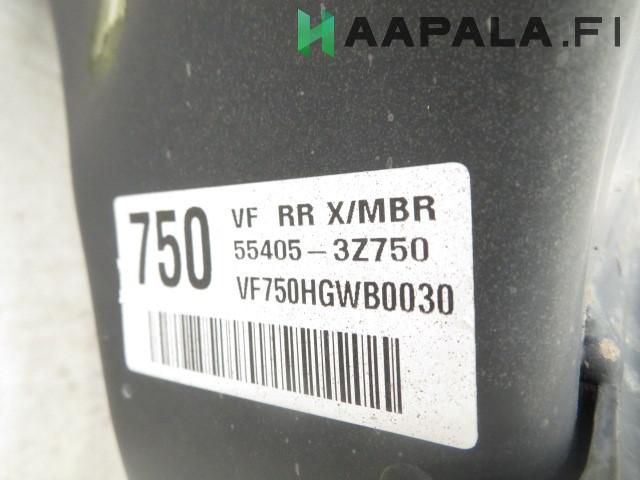 HAAPALA.FI
750
VF RR X/MBR
55405-3Z750
VF750HGWB0030